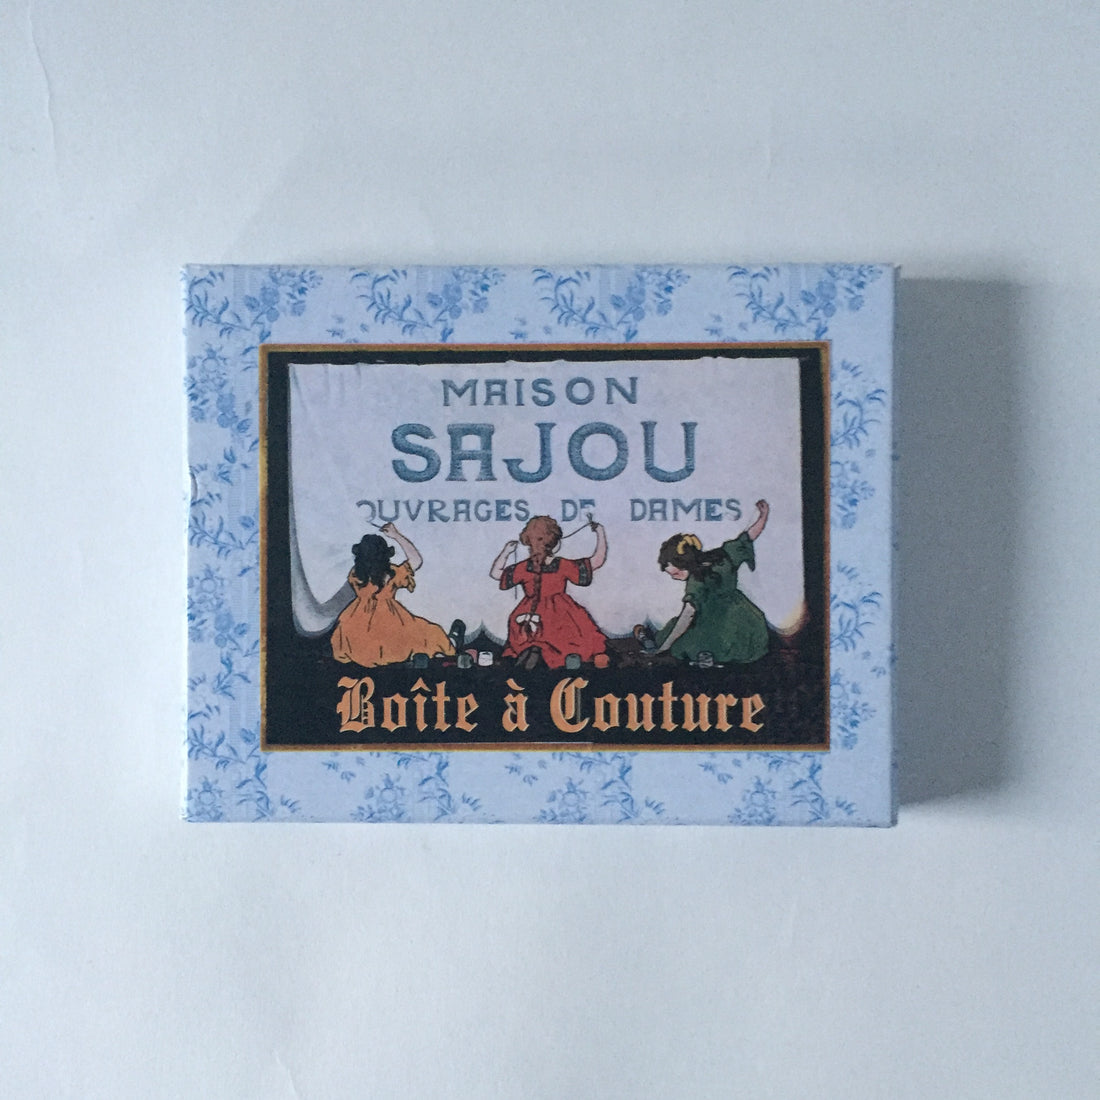 MAISON
SAJOU
OUVRAGES DE DAMES
Boîte à Couture